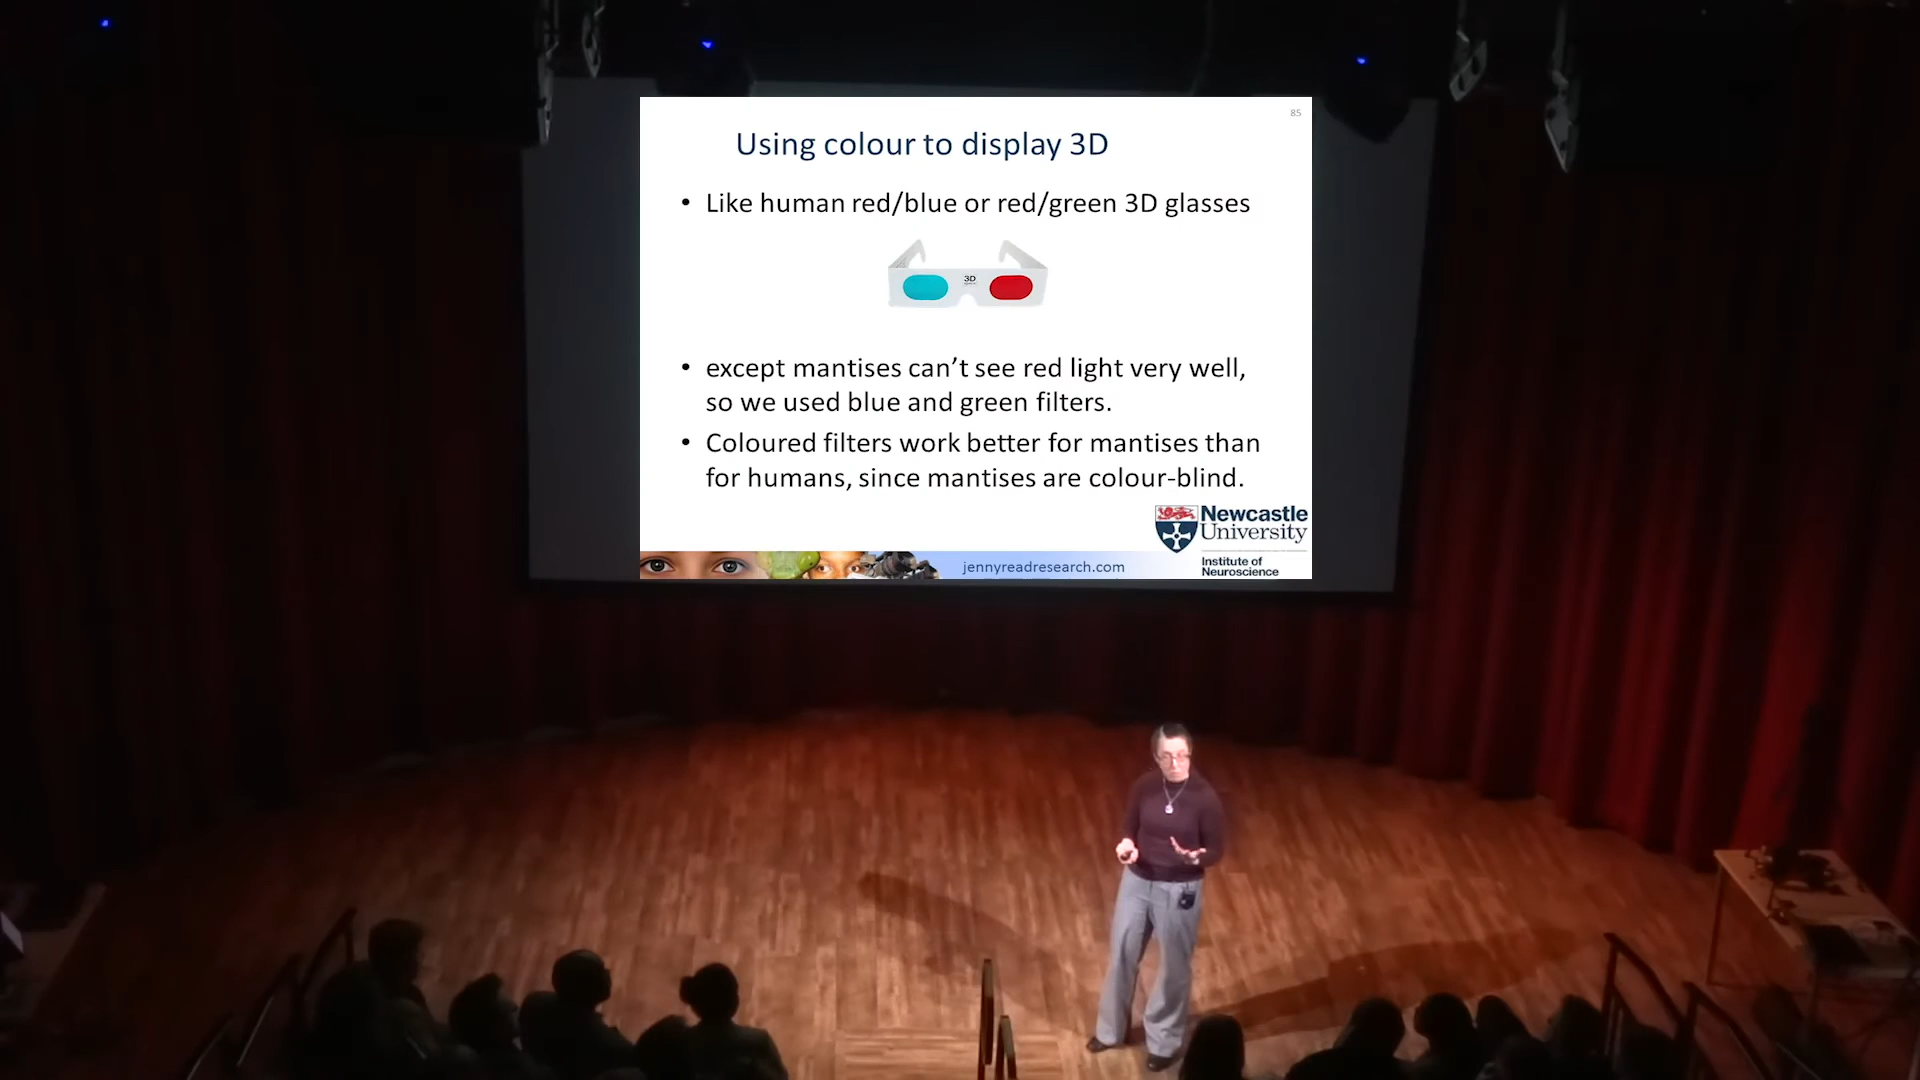 85
Using colour to display 3D
• Like human red/blue or red/green 3D glasses
3D
• except mantises can't see red light very well,
so we used blue and green filters.
• Coloured filters work better for mantises than
for humans, since mantises are colour-blind.
Newcastle
University
Institute of
Neuroscience
jennyreadresearch.com